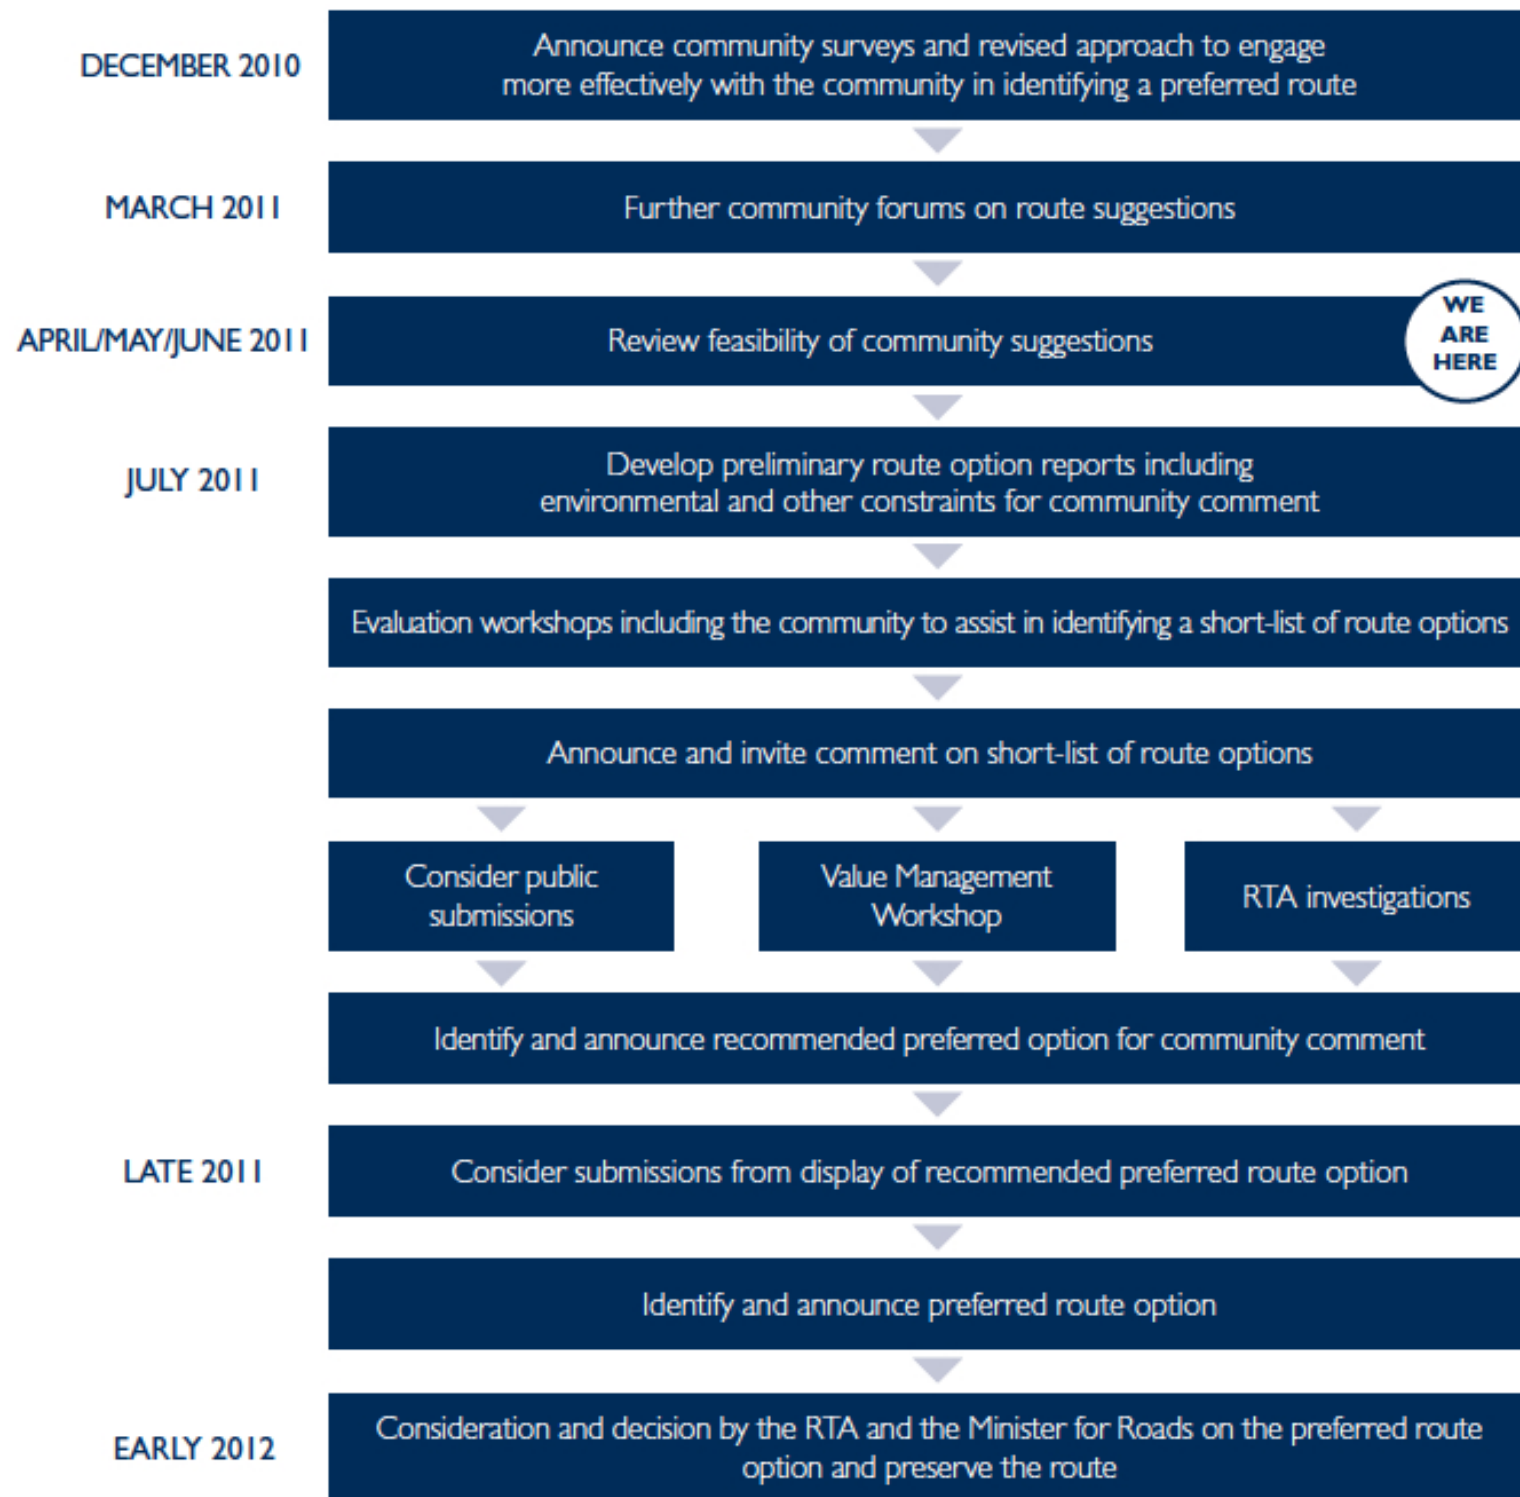 DECEMBER 2010
Announce community surveys and revised approach to engage
more effectively with the community in identifying a preferred route
MARCH 2011
Further community forums on route suggestions
APRIL/MAY/JUNE 2011
Review feasibility of community suggestions
WE
ARE
HERE
JULY 2011
Develop preliminary route option reports including
environmental and other constraints for community comment
Evaluation workshops including the community to assist in identifying a short-list of route options
Announce and invite comment on short-list of route options
Consider public
submissions
Value Management
Workshop
RTA investigations
Identify and announce recommended preferred option for community comment
LATE 2011
Consider submissions from display of recommended preferred route option
Identify and announce preferred route option
EARLY 2012
Consideration and decision by the RTA and the Minister for Roads on the preferred route
option and preserve the route